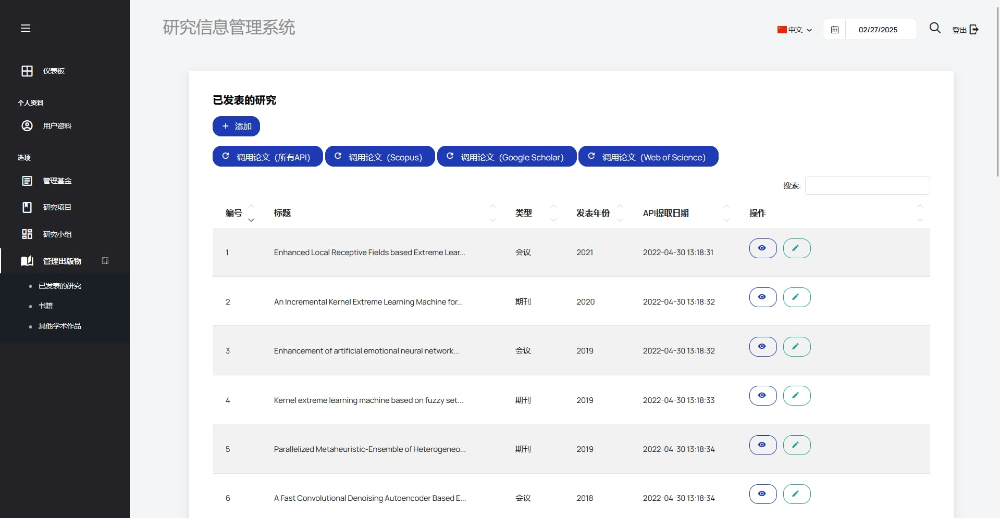 研究信息管理系统
中文
02/27/2025
登出
仪表板
个人资料
用户资料
选项
管理基金
研究项目
研究小组
管理出版物
已发表的研究
书籍
其他学术作品
已发表的研究
+ 添加
调用论文（所有API）
调用论文（Scopus）
调用论文（Google Scholar）
调用论文（Web of Science）
搜索:
编号 标题 类型 发表年份 API提取日期 操作
1 Enhanced Local Receptive Fields based Extreme Lear... 会议 2021 2022-04-30 13:18:31
2 An Incremental Kernel Extreme Learning Machine for... 期刊 2020 2022-04-30 13:18:32
3 Enhancement of artificial emotional neural network... 会议 2019 2022-04-30 13:18:32
4 Kernel extreme learning machine based on fuzzy set... 期刊 2019 2022-04-30 13:18:33
5 Parallelized Metaheuristic-Ensemble of Heterogeneo... 期刊 2019 2022-04-30 13:18:34
6 A Fast Convolutional Denoising Autoencoder Based E... 会议 2018 2022-04-30 13:18:34